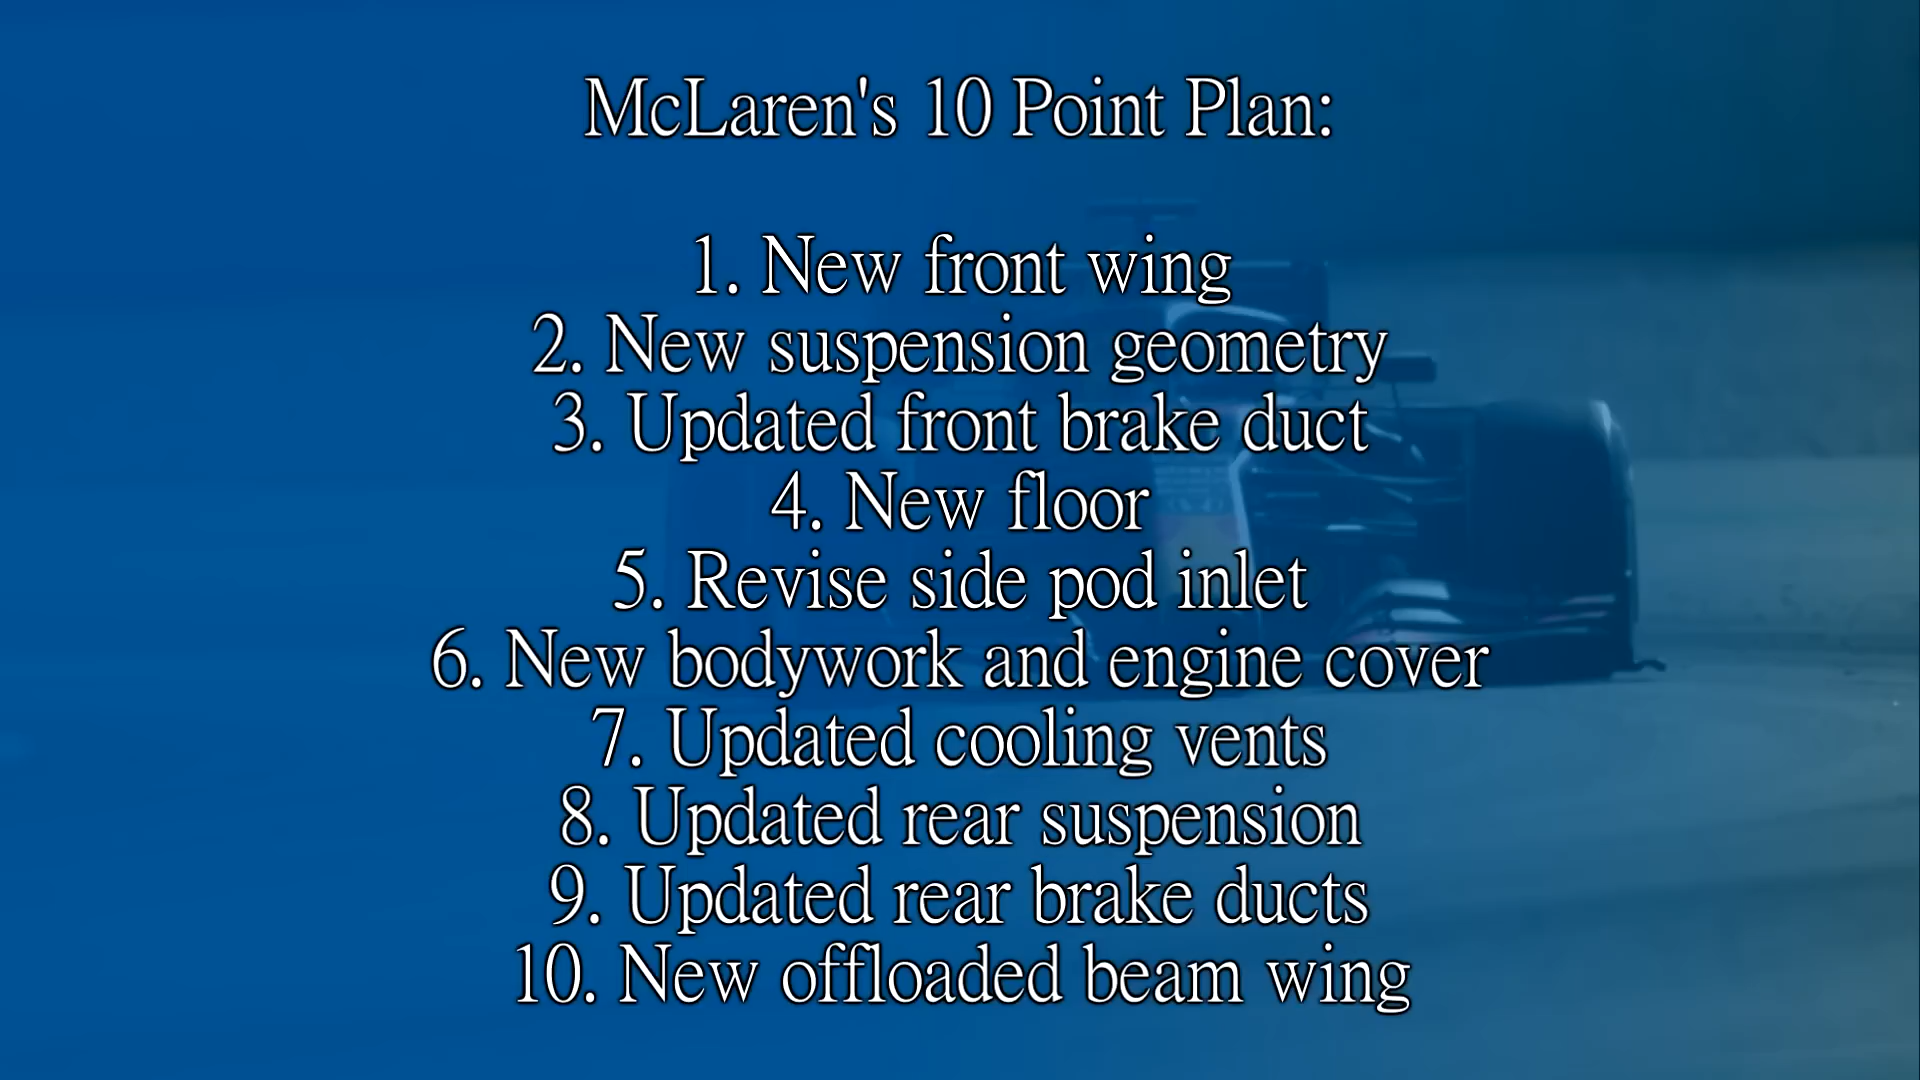 McLaren's 10 Point Plan:
1. New front wing
2. New suspension geometry
3. Updated front brake duct
4. New floor
5. Revise side pod inlet
6. New bodywork and engine cover
7. Updated cooling vents
8. Updated rear suspension
9. Updated rear brake ducts
10. New offloaded beam wing